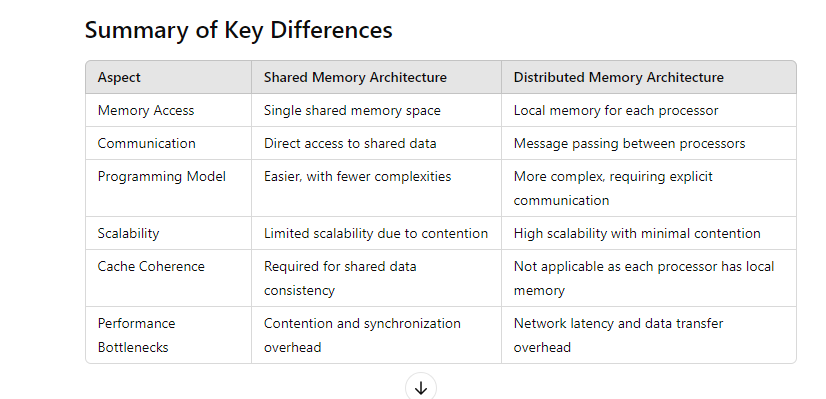 Summary of Key Differences
Aspect Shared Memory Architecture Distributed Memory Architecture
Memory Access Single shared memory space Local memory for each processor
Communication Direct access to shared data Message passing between processors
Programming Model Easier, with fewer complexities More complex, requiring explicit
communication
Scalability Limited scalability due to contention High scalability with minimal contention
Cache Coherence Required for shared data Not applicable as each processor has local
consistency memory
Performance Contention and synchronization Network latency and data transfer
Bottlenecks overhead overhead